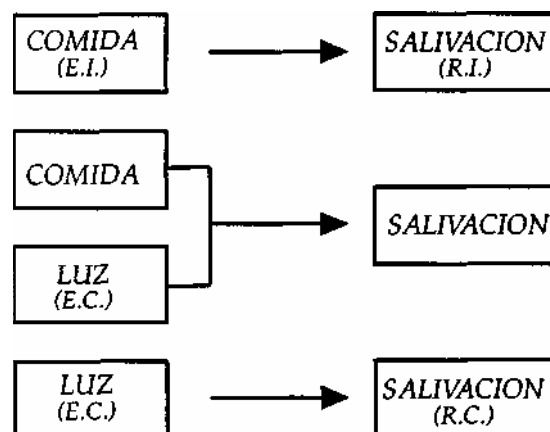 COMIDA
(E.I.)
SALIVACION
(R.I.)
COMIDA
LUZ
(E.C.)
SALIVACION
LUZ
(E.C.)
SALIVACION
(R.C.)